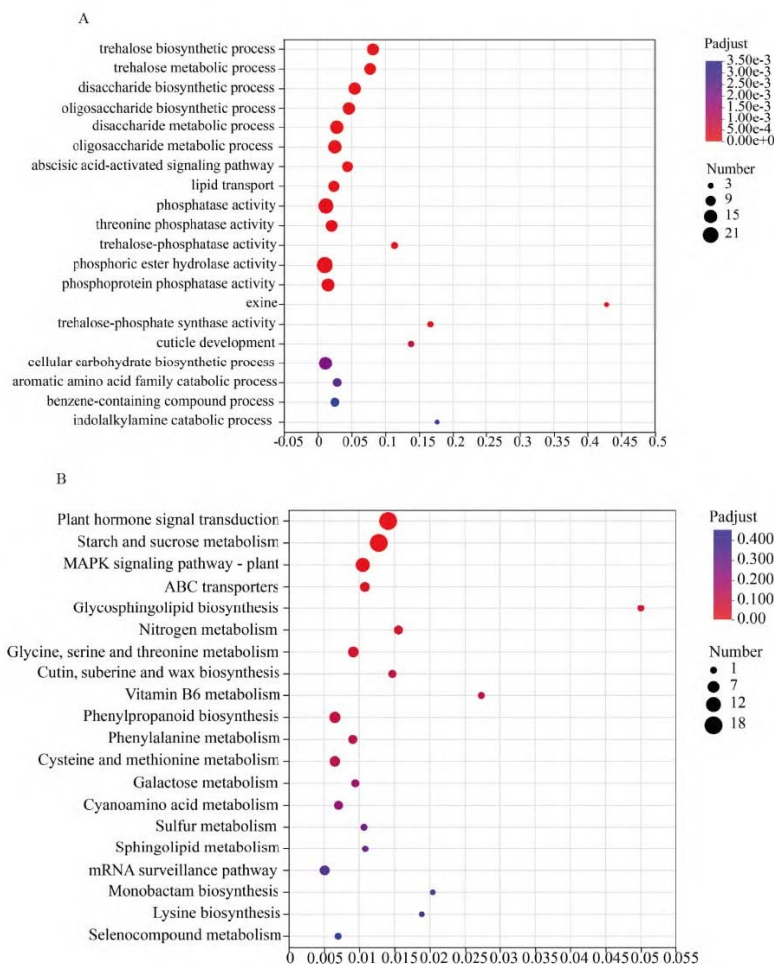 A
trehalose biosynthetic process
trehalose metabolic process
disaccharide biosynthetic process
oligosaccharide biosynthetic process
disaccharide metabolic process
oligosaccharide metabolic process
abscisic acid-activated signaling pathway
lipid transport
phosphatase activity
threonine phosphatase activity
trehalose-phosphatase activity
phosphoric ester hydrolase activity
phosphoprotein phosphatase activity
exine
trehalose-phosphate synthase activity
cuticle development
cellular carbohydrate biosynthetic process
aromatic amino acid family catabolic process
benzene-containing compound process
indolalkylamine catabolic process
-0.05 0 0.05 0.1 0.15 0.2 0.25 0.3 0.35 0.4 0.45 0.5
Padjust
3.50e-3
3.00e-3
2.50e-3
2.00e-3
1.50e-3
1.00e-3
5.00e-4
0.00e+0
Number
3
9
15
21
B
Plant hormone signal transduction
Starch and sucrose metabolism
MAPK signaling pathway - plant
ABC transporters
Glycosphingolipid biosynthesis
Nitrogen metabolism
Glycine, serine and threonine metabolism
Cutin, suberine and wax biosynthesis
Vitamin B6 metabolism
Phenylpropanoid biosynthesis
Phenylalanine metabolism
Cysteine and methionine metabolism
Galactose metabolism
Cyanoamino acid metabolism
Sulfur metabolism
Sphingolipid metabolism
mRNA surveillance pathway
Monobactam biosynthesis
Lysine biosynthesis
Selenocompound metabolism
0 0.005 0.01 0.015 0.02 0.025 0.03 0.035 0.04 0.045 0.05 0.055
Padjust
0.400
0.300
0.200
0.100
0.00
Number
1
7
12
18